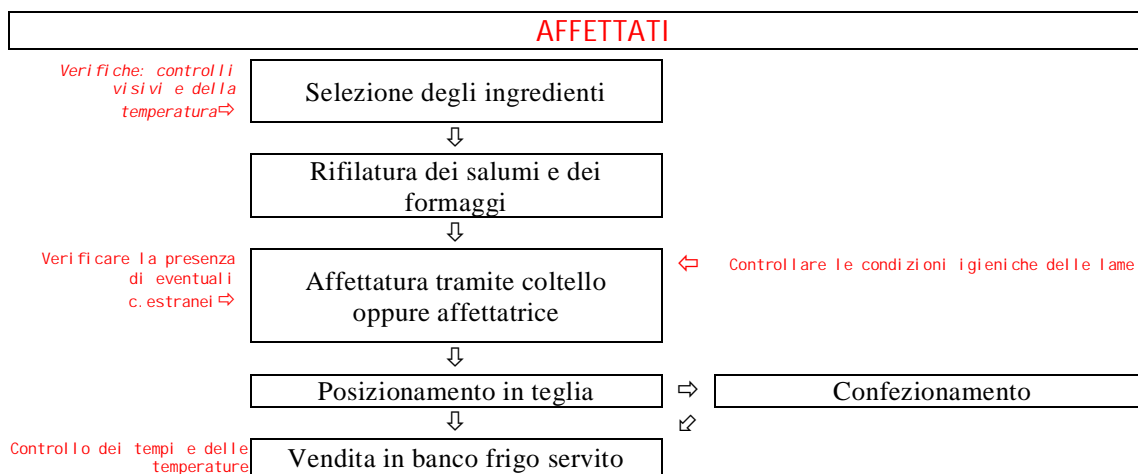 AFFETTATI
Verifiche: controlli
visivi e della
temperatura⇨
Selezione degli ingredienti
⇩
Rifilatura dei salumi e dei
formaggi
⇩
Verificare la presenza
di eventuali
c.estranei ⇨
Affettatura tramite coltello
oppure affettatrice
⇦ Controllare le condizioni igieniche delle lame
⇩
Posizionamento in teglia ⇨ Confezionamento
⇩ ⬃
Controllo dei tempi e delle
temperature
Vendita in banco frigo servito